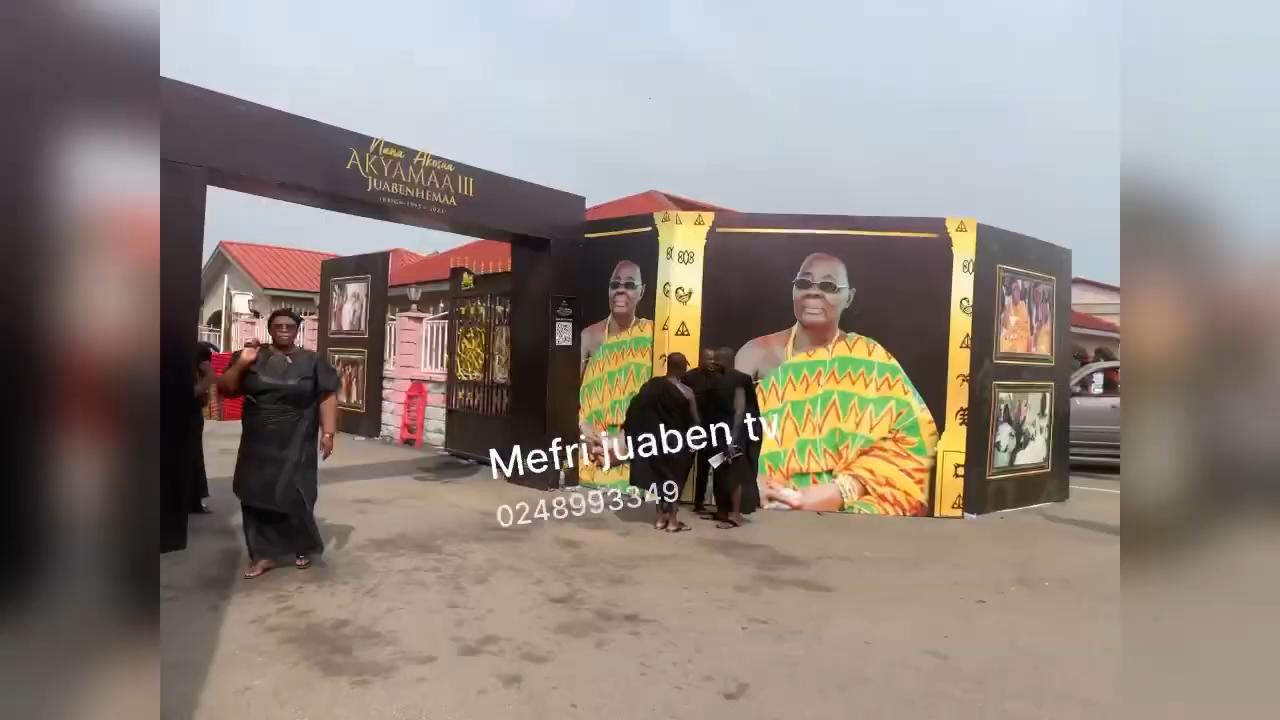 Nana Akosua
AKYAMAA III
JUABENHEMAA
Mefri juaben tv
0248993349